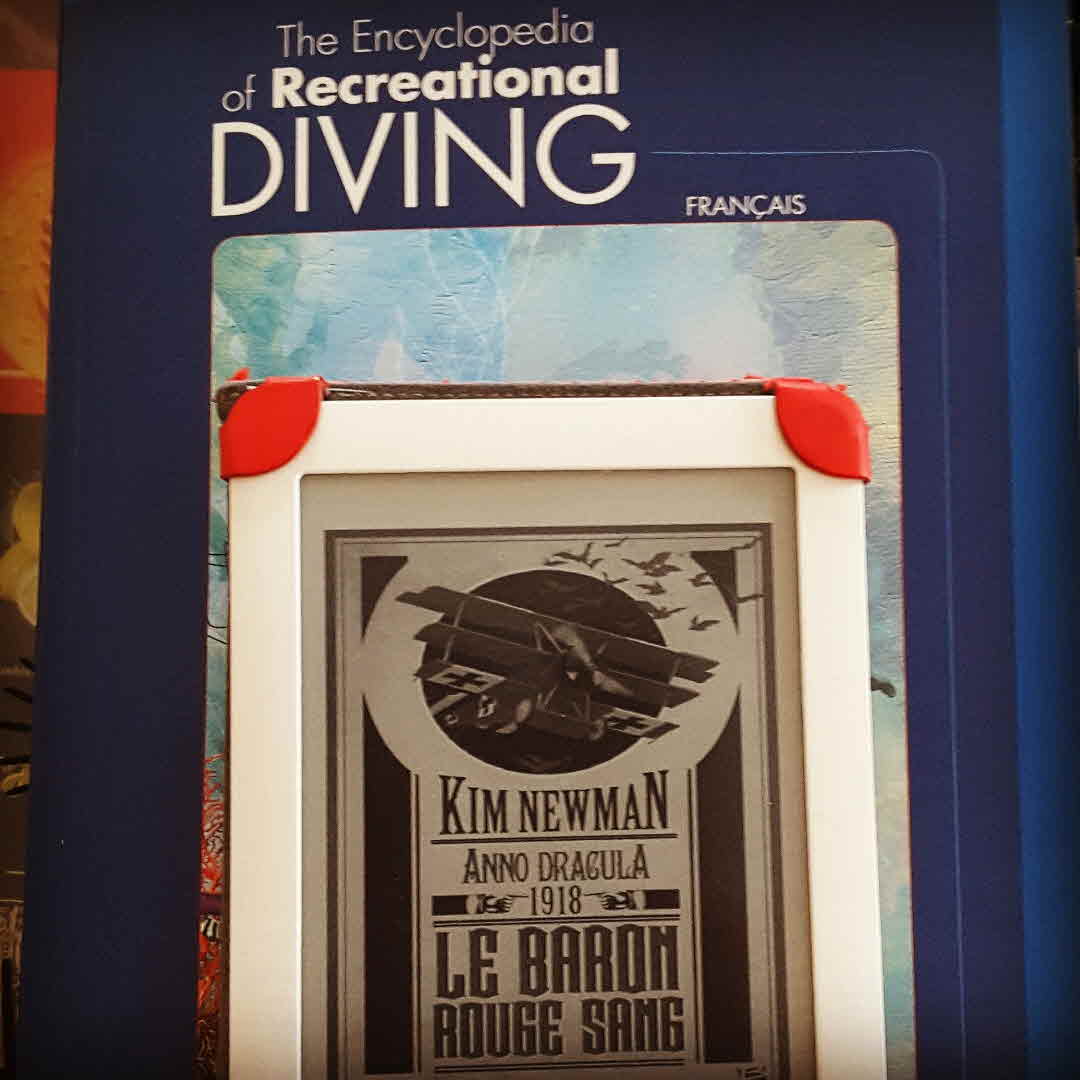 The Encyclopedia
of Recreational
DIVING
FRANÇAIS
KIM NEWMAN
ANNO DRACULA
1918
LE BARON
ROUGE SANG